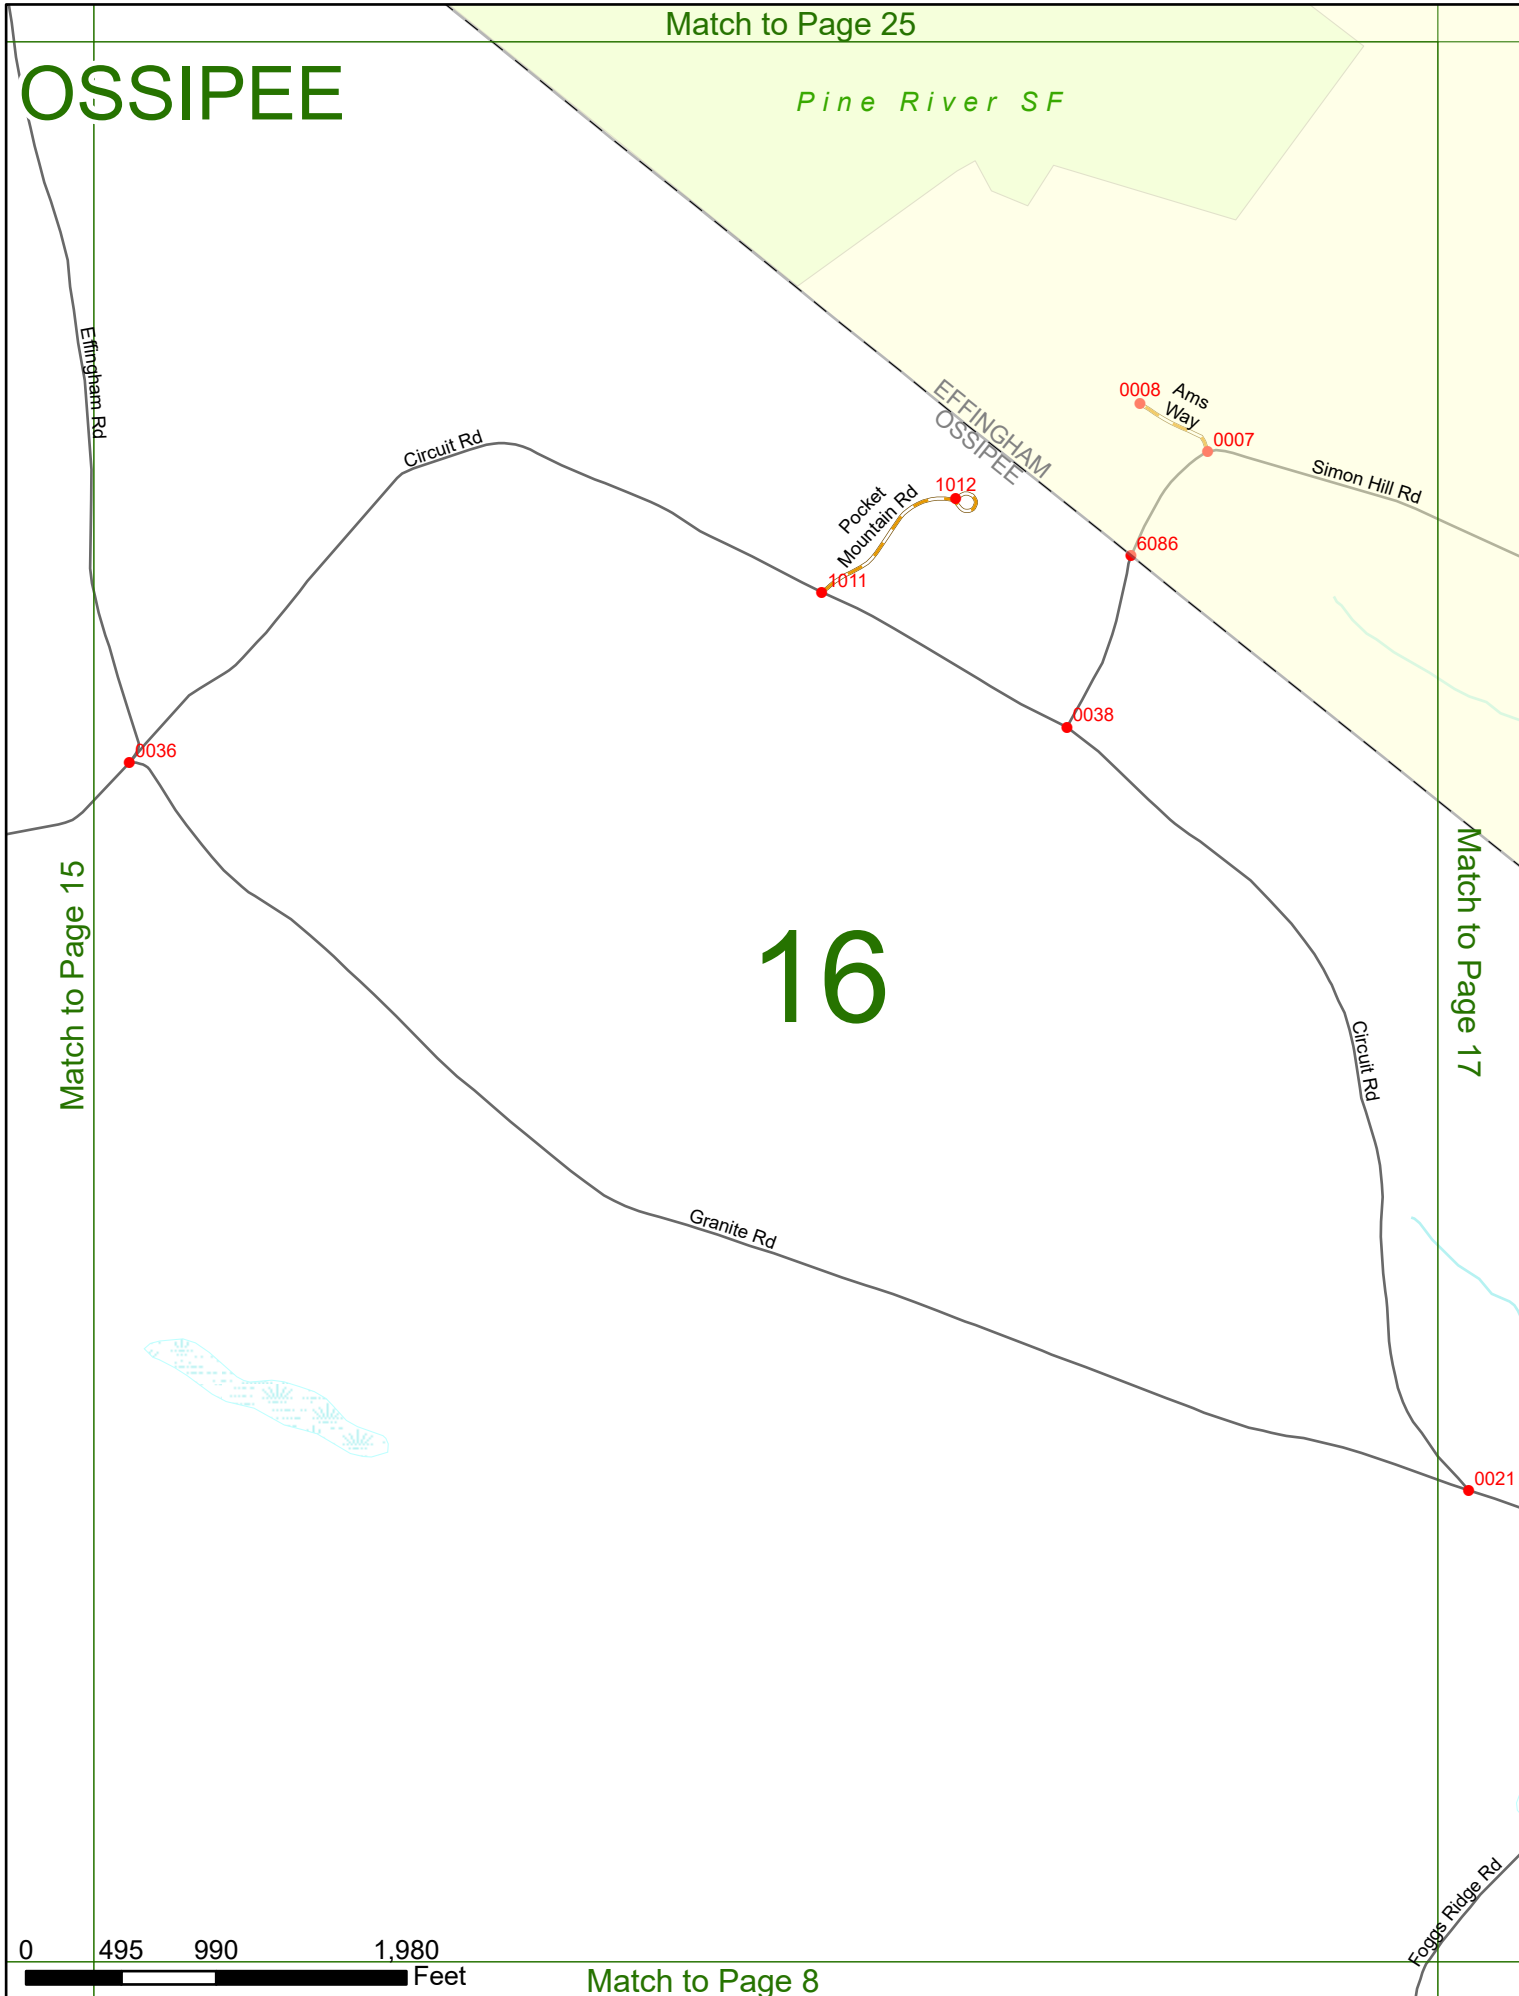 Match to Page 25
OSSIPEE
Pine River SF
Effingham Rd
EFFINGHAM
OSSIPEE
0008
Ams
Way
0007
Simon Hill Rd
Circuit Rd
1012
Pocket
Mountain Rd
6086
1011
0038
0036
Match to Page 15
16
Match to Page 17
Circuit Rd
Granite Rd
0021
Foggs Ridge Rd
0 495 990 1,980
Feet
Match to Page 8